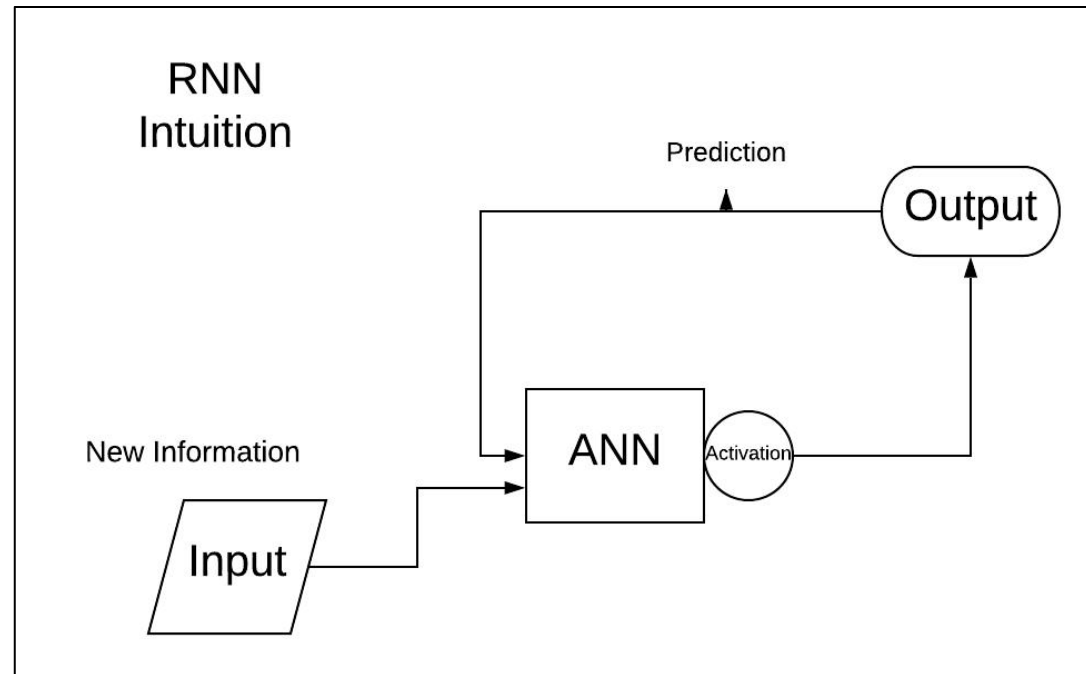 RNN
Intuition
Prediction
Output
New Information
ANN
Activation
Input